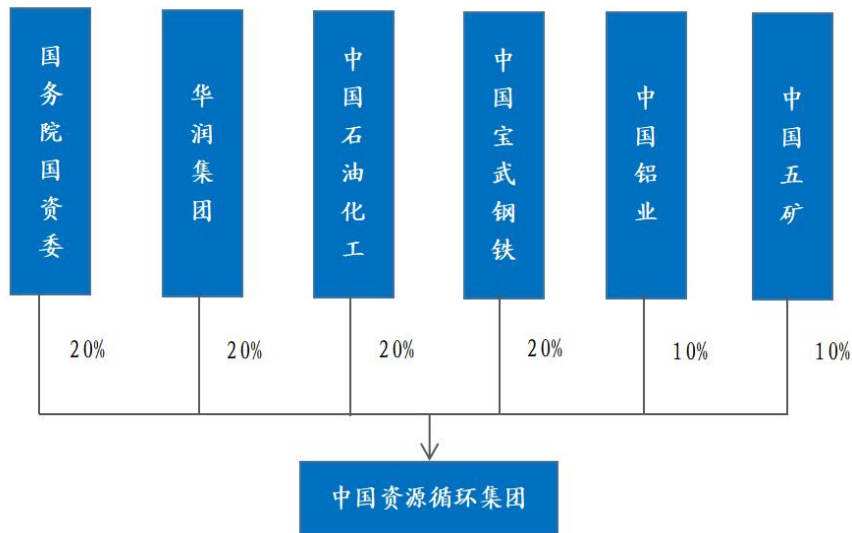 国务院国资委
华润集团
中国石油化工
中国宝武钢铁
中国铝业
中国五矿
20%
20%
20%
20%
10%
10%
中国资源循环集团